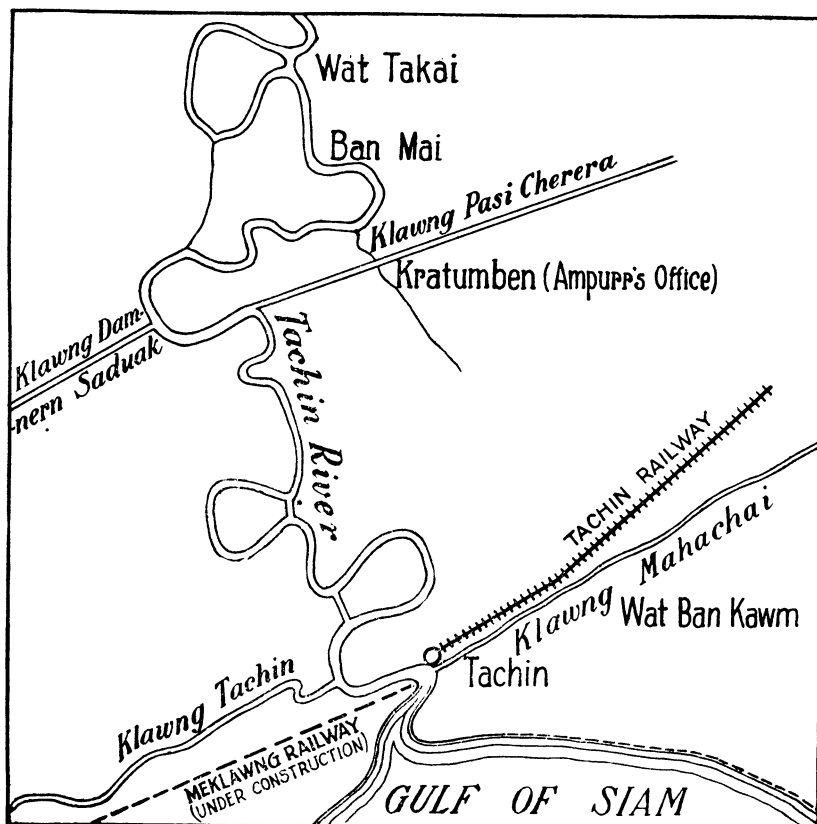 Wat Takai
Ban Mai
Klawng Pasi Cherera
Kratumben (Ampurr's Office)
Klawng Dam-
-nern Saduak
Tachin River
TACHIN RAILWAY
Klawng Mahachai
Wat Ban Kawm
Tachin
Klawng Tachin
MEKLAWNG RAILWAY
(UNDER CONSTRUCTION)
GULF OF SIAM